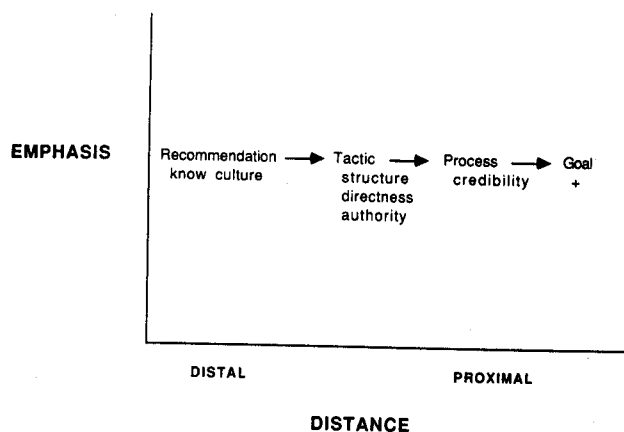 EMPHASIS
Recommendation → Tactic → Process → Goal
know culture structure credibility +
directness
authority
DISTAL PROXIMAL
DISTANCE